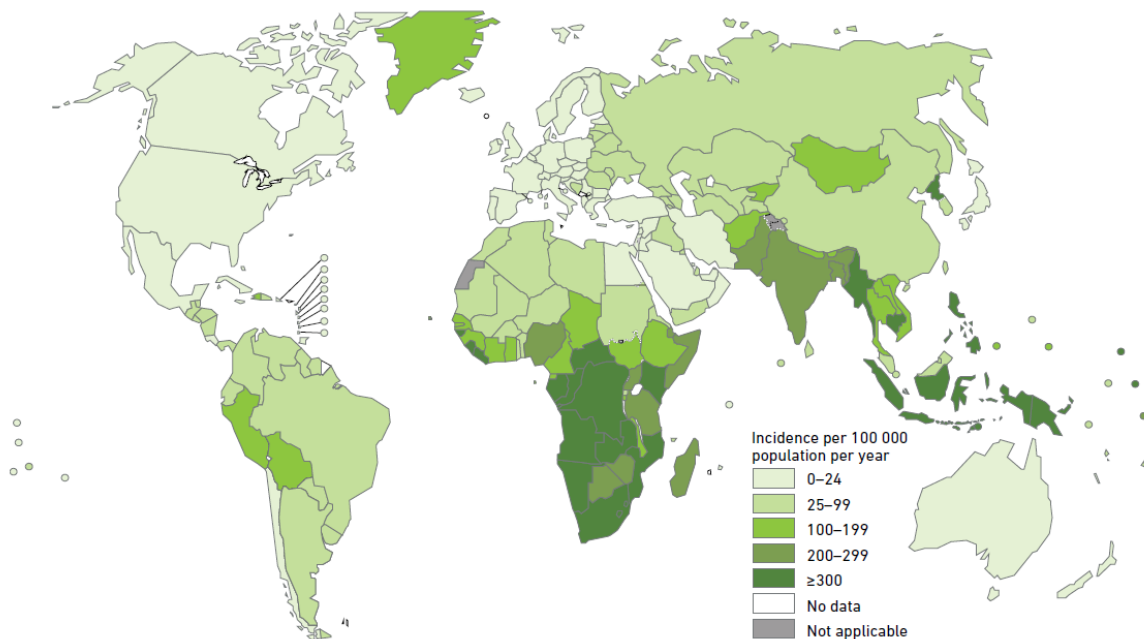 Incidence per 100 000
population per year
0–24
25–99
100–199
200–299
≥300
No data
Not applicable